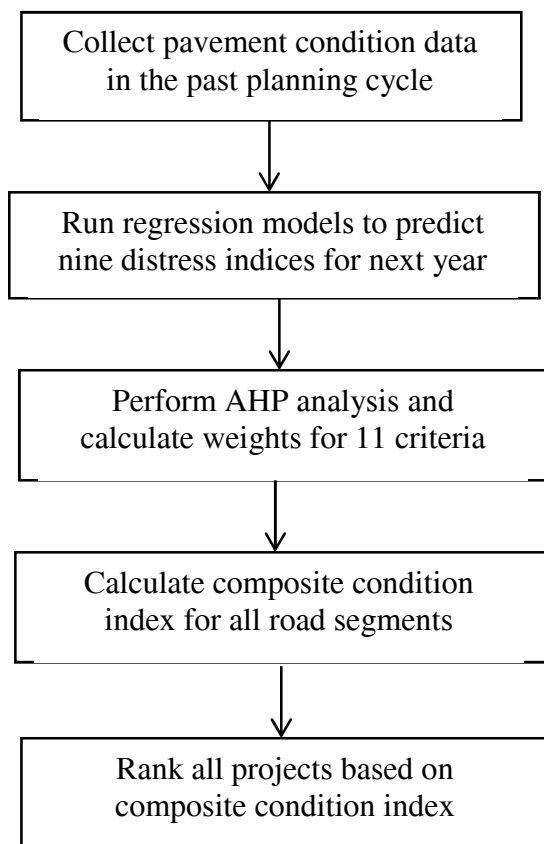 Collect pavement condition data
in the past planning cycle
Run regression models to predict
nine distress indices for next year
Perform AHP analysis and
calculate weights for 11 criteria
Calculate composite condition
index for all road segments
Rank all projects based on
composite condition index